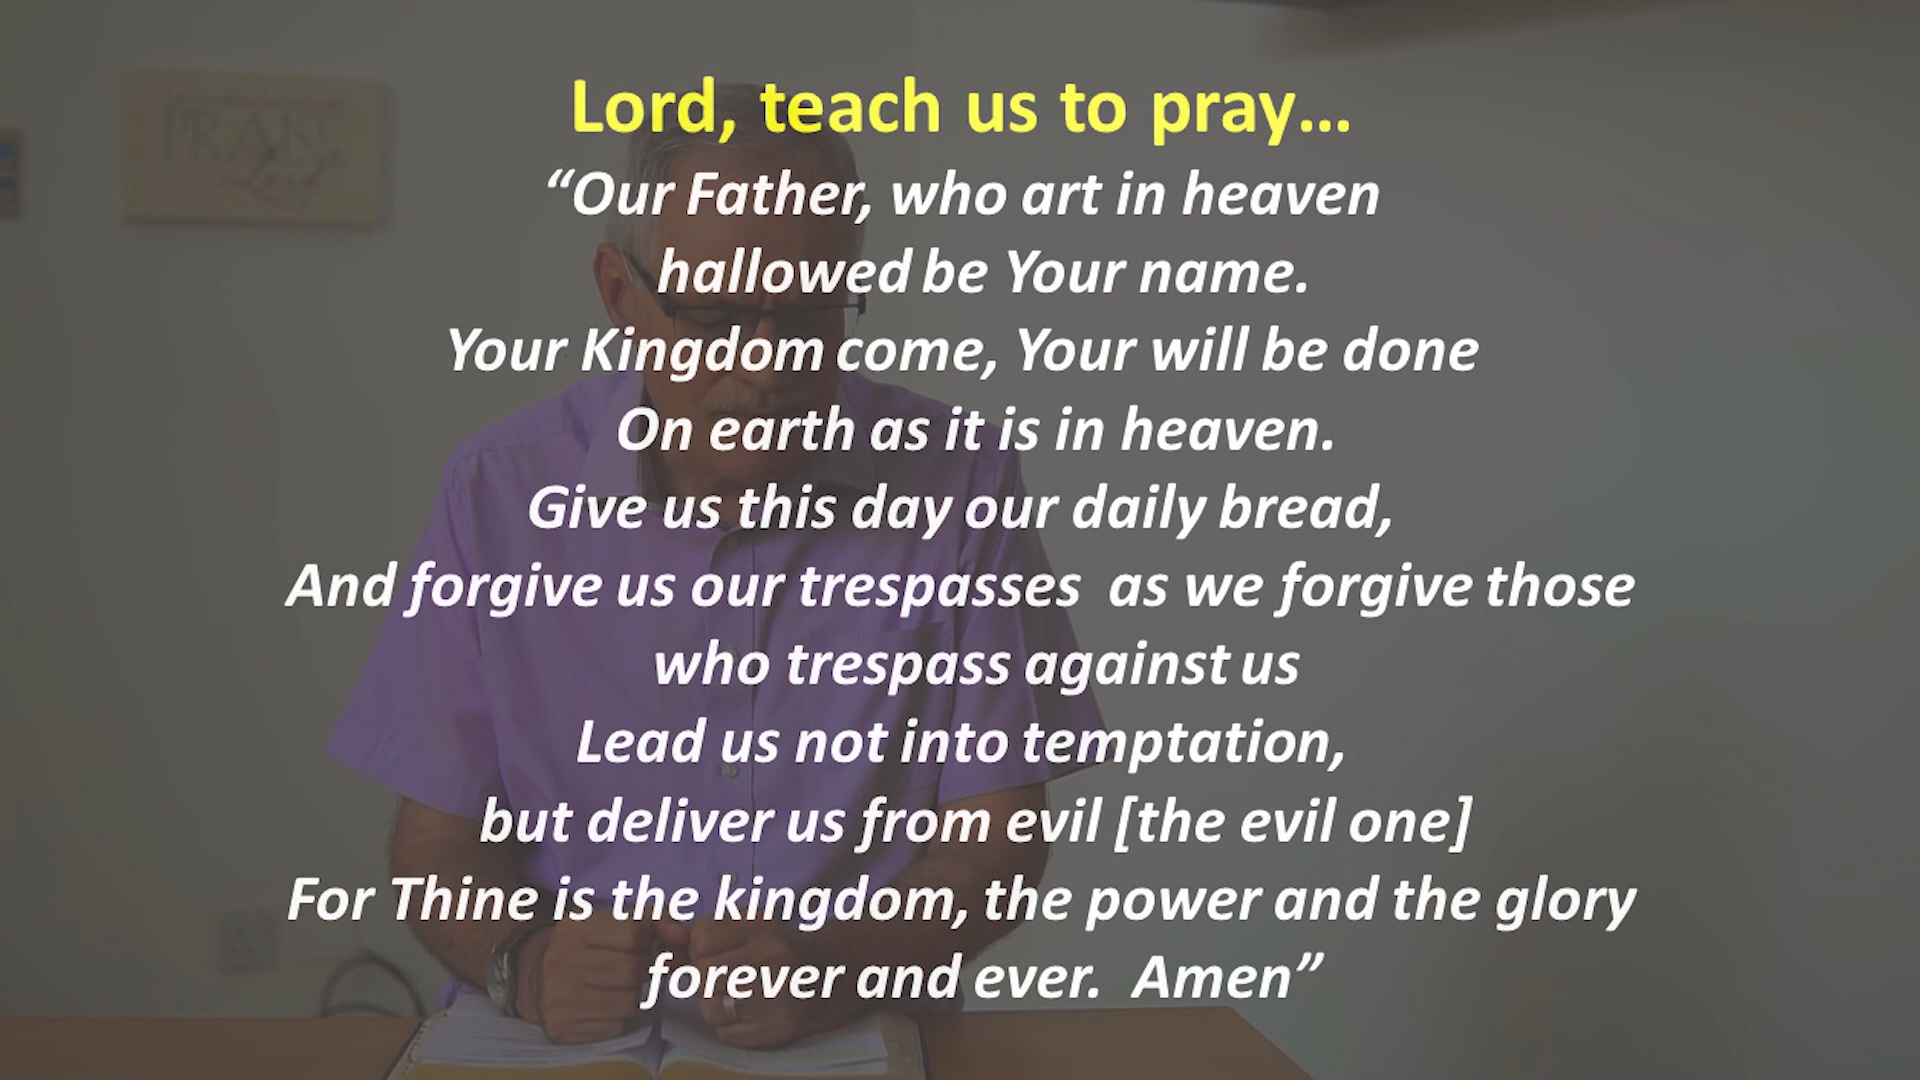 PRAISE
Lord
Lord, teach us to pray...
“Our Father, who art in heaven
hallowed be Your name.
Your Kingdom come, Your will be done
On earth as it is in heaven.
Give us this day our daily bread,
And forgive us our trespasses as we forgive those
who trespass against us
Lead us not into temptation,
but deliver us from evil [the evil one]
For Thine is the kingdom, the power and the glory
forever and ever. Amen”